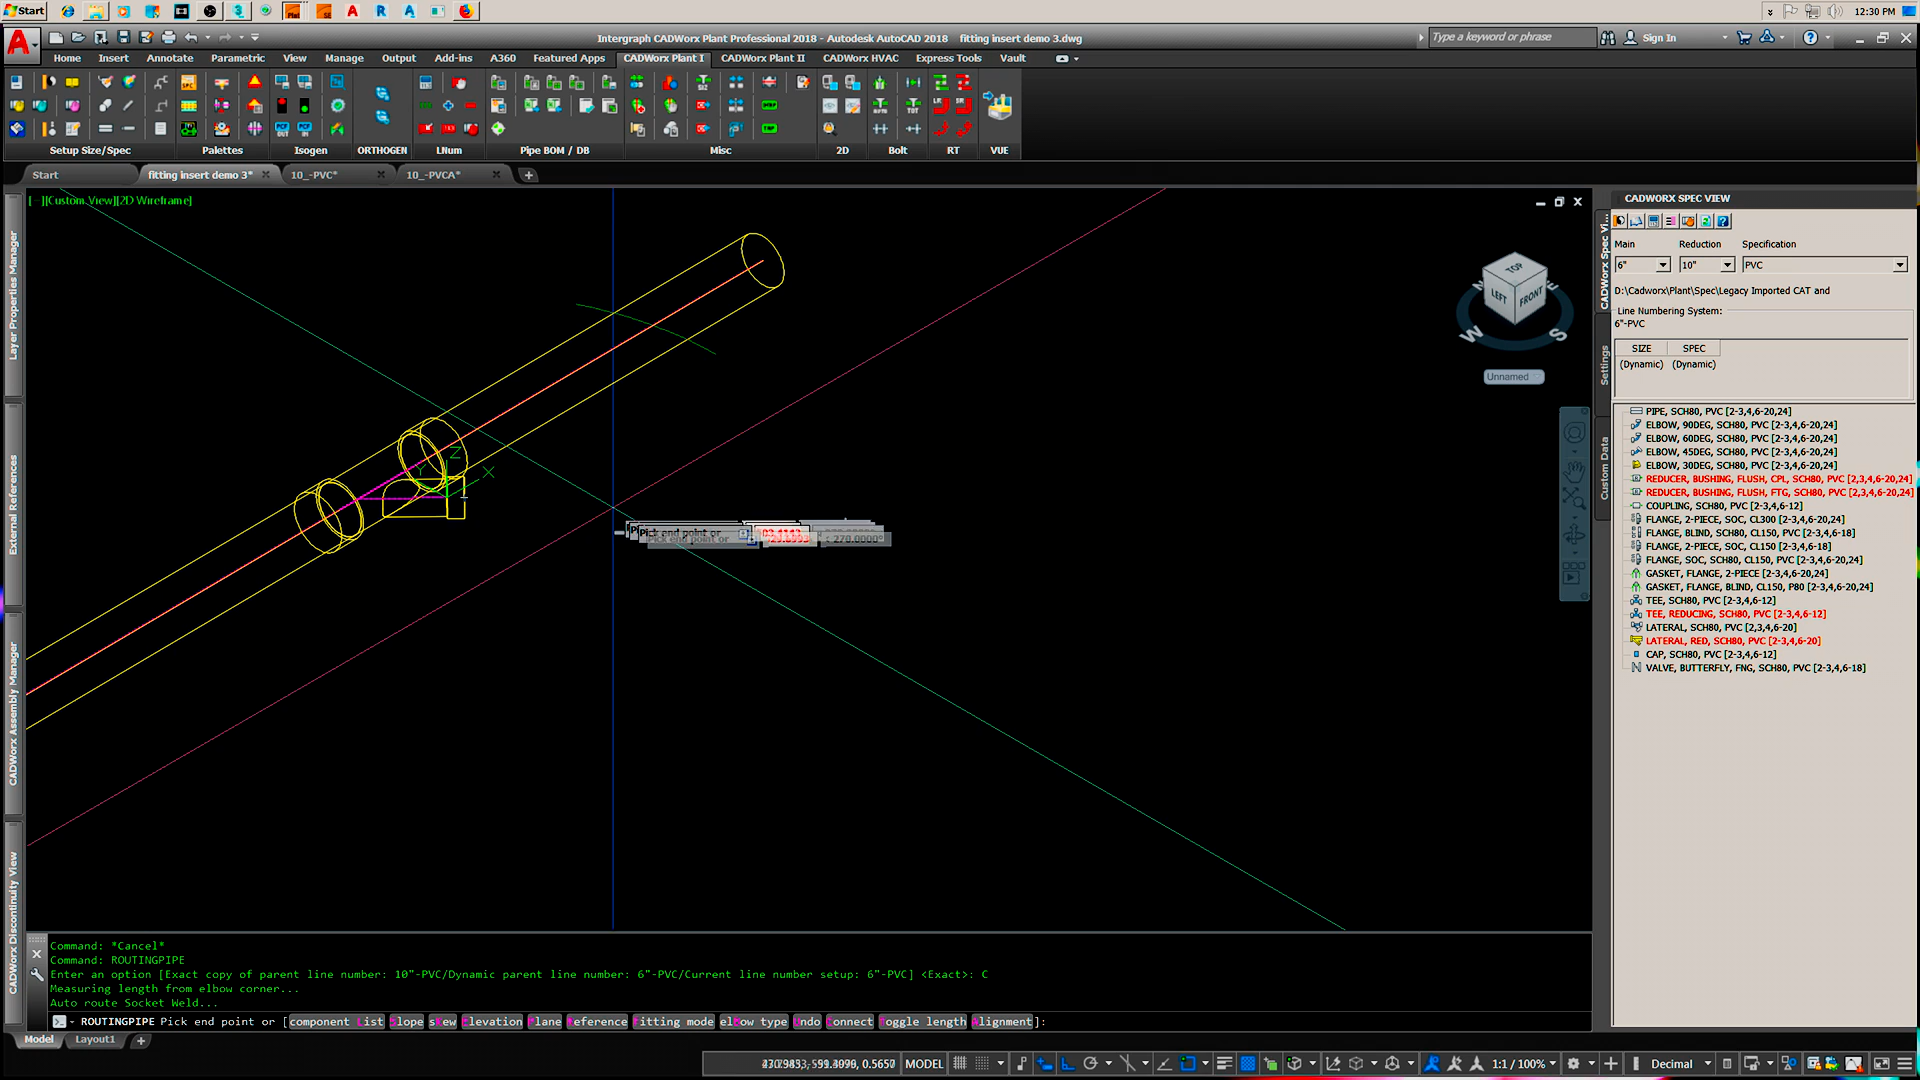 Start
12:30 PM
Intergraph CADWorx Plant Professional 2018 - Autodesk AutoCAD 2018 fitting insert demo 3.dwg
Type a keyword or phrase
Sign In
Home Insert Annotate Parametric View Manage Output Add-ins A360 Featured Apps CADWorx Plant I CADWorx Plant II CADWorx HVAC Express Tools Vault
Setup Size/Spec Palettes Isogen ORTHOGEN LNum Pipe BOM / DB Misc 2D Bolt RT VUE
Start fitting insert demo 3* 10_-PVC* 10_-PVCA*
[-][Custom View][2D Wireframe]
Layer Properties Manager
External References
CADWorx Assembly Manager
CADWorx Discontinuity View
TOP
LEFT
FRONT
W
S
Unnamed
Z
X
Y
Pick end point or
270.0000°
CADWORX SPEC VIEW
CADWorx Spec Vi...
Settings
Custom Data
Main Reduction Specification
6" 10" PVC
D:\Cadworx\Plant\Spec\Legacy Imported CAT and
Line Numbering System:
6"-PVC
SIZE SPEC
(Dynamic) (Dynamic)
PIPE, SCH80, PVC [2-3,4,6-20,24]
ELBOW, 90DEG, SCH80, PVC [2-3,4,6-20,24]
ELBOW, 60DEG, SCH80, PVC [2-3,4,6-20,24]
ELBOW, 45DEG, SCH80, PVC [2-3,4,6-20,24]
ELBOW, 30DEG, SCH80, PVC [2-3,4,6-20,24]
REDUCER, BUSHING, FLUSH, CPL, SCH80, PVC [2-3,4,6-20,24]
REDUCER, BUSHING, FLUSH, FTG, SCH80, PVC [2-3,4,6-20,24]
COUPLING, SCH80, PVC [2-3,4,6-12]
FLANGE, 2-PIECE, SOC, CL300 [2-3,4,6-20,24]
FLANGE, BLIND, SCH80, CL150, PVC [2-3,4,6-18]
FLANGE, 2-PIECE, SOC, CL150 [2-3,4,6-18]
FLANGE, SOC, SCH80, CL150, PVC [2-3,4,6-20,24]
GASKET, FLANGE, 2-PIECE [2-3,4,6-20,24]
GASKET, FLANGE, BLIND, CL150, P80 [2-3,4,6-20,24]
TEE, SCH80, PVC [2-3,4,6-12]
TEE, REDUCING, SCH80, PVC [2-3,4,6-12]
LATERAL, SCH80, PVC [2,3,4,6-20]
LATERAL, RED, SCH80, PVC [2-3,4,6-20]
CAP, SCH80, PVC [2-3,4,6-12]
VALVE, BUTTERFLY, FNG, SCH80, PVC [2-3,4,6-18]
Command: *Cancel*
Command: ROUTINGPIPE
Enter an option [Exact copy of parent line number: 10"-PVC/Dynamic parent line number: 6"-PVC/Current line number setup: 6"-PVC] <Exact>: C
Measuring length from elbow corner...
Auto route Socket Weld...
ROUTINGPIPE Pick end point or [component List Slope sKew Elevation Plane Reference Fitting mode elBow type Undo Connect Toggle length Alignment]:
Model Layout1
MODEL
1:1 / 100%
Decimal